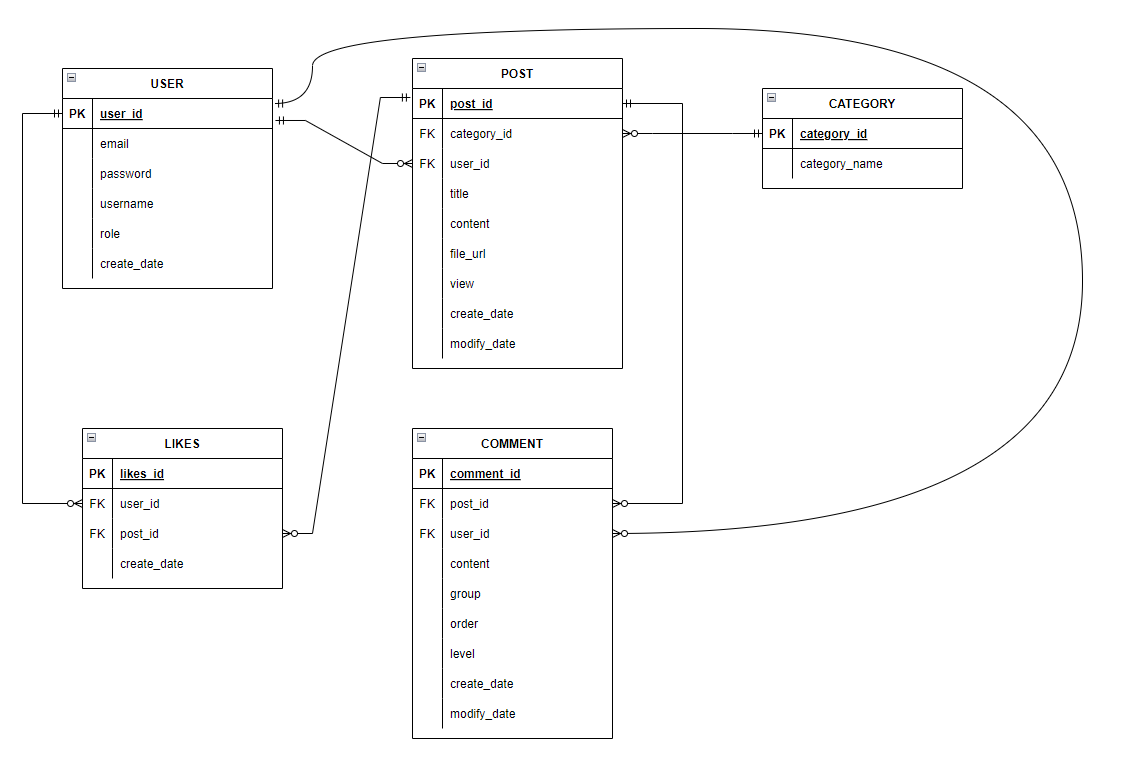 USER
PK user_id
email
password
username
role
create_date
POST
PK post_id
FK category_id
FK user_id
title
content
file_url
view
create_date
modify_date
CATEGORY
PK category_id
category_name
LIKES
PK likes_id
FK user_id
FK post_id
create_date
COMMENT
PK comment_id
FK post_id
FK user_id
content
group
order
level
create_date
modify_date